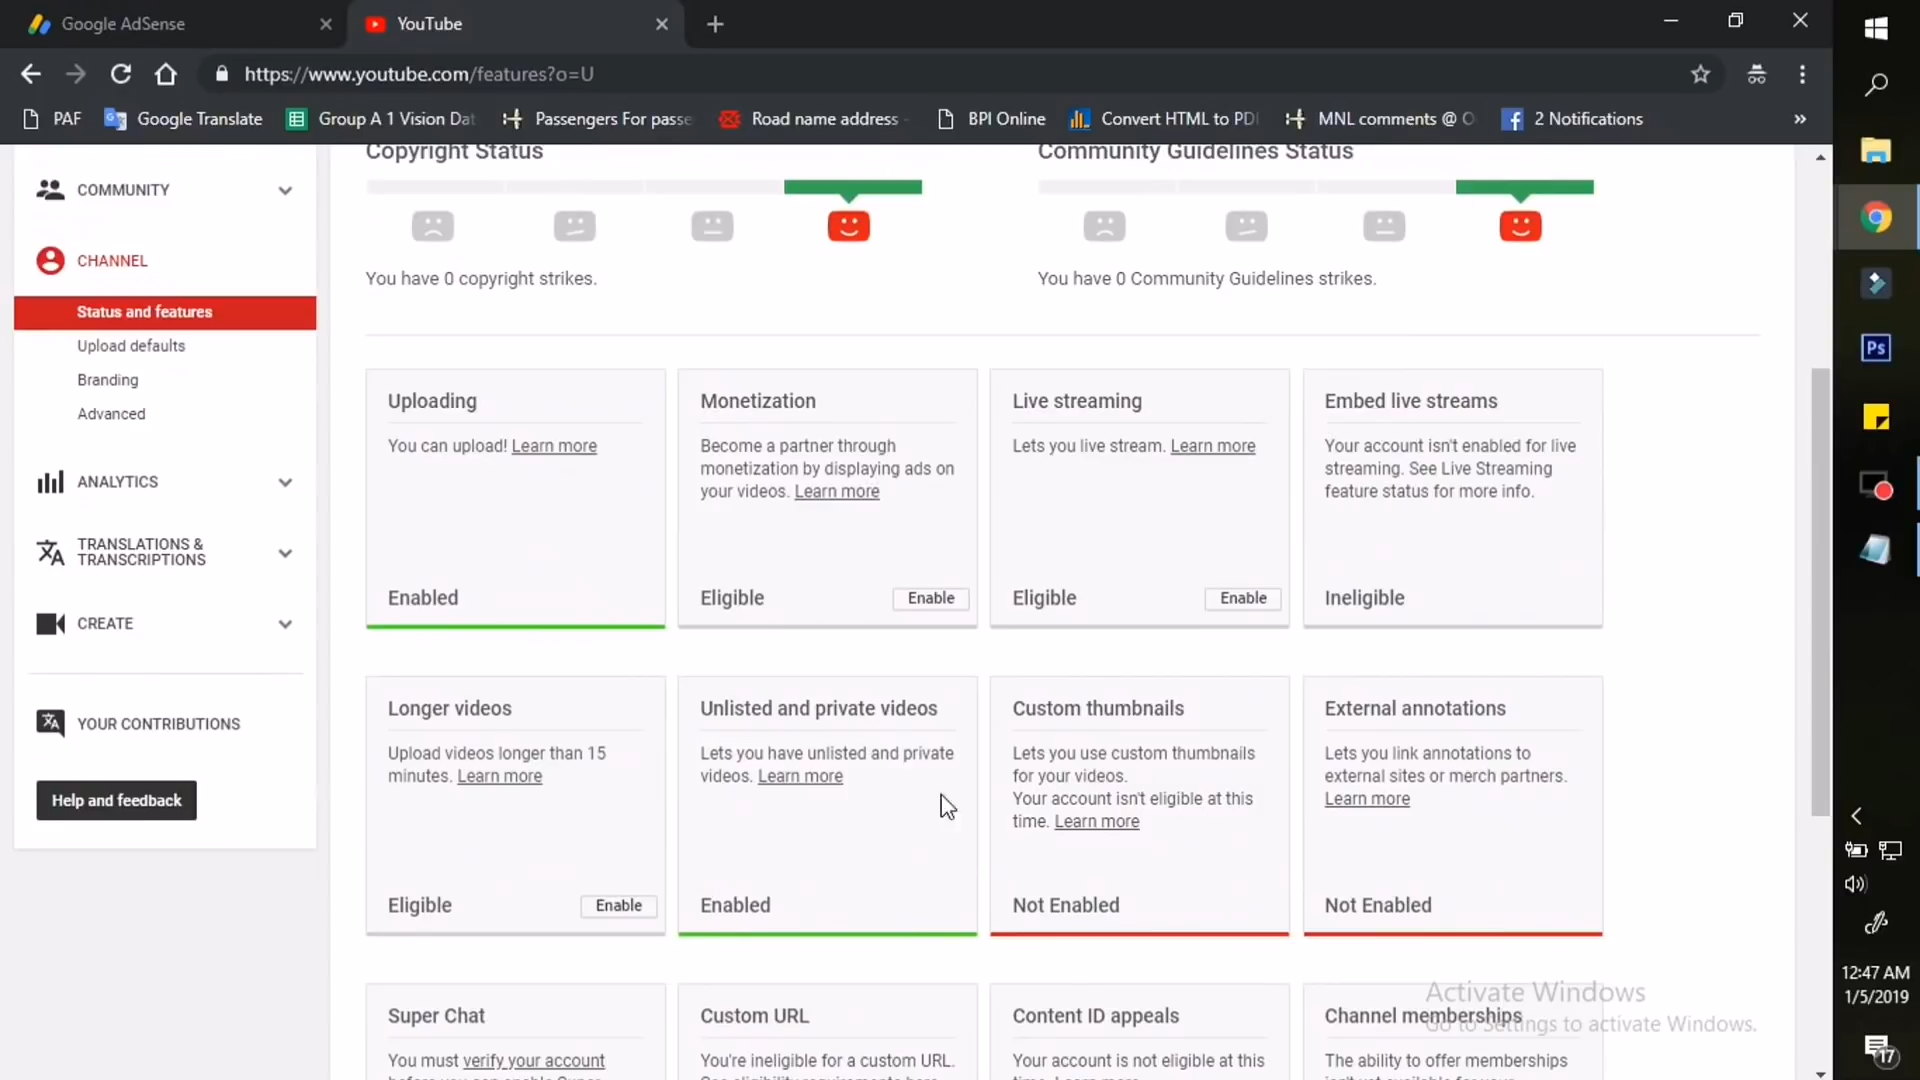 Google AdSense
YouTube
https://www.youtube.com/features?o=U
PAF
Google Translate
Group A 1 Vision Dat
Passengers For passe
Road name address -
BPI Online
Convert HTML to PD
MNL comments @ O
2 Notifications
»
COMMUNITY
CHANNEL
Status and features
Upload defaults
Branding
Advanced
ANALYTICS
TRANSLATIONS &
TRANSCRIPTIONS
CREATE
YOUR CONTRIBUTIONS
Help and feedback
Copyright Status
You have 0 copyright strikes.
Community Guidelines Status
You have 0 Community Guidelines strikes.
Uploading
You can upload! Learn more
Enabled
Monetization
Become a partner through
monetization by displaying ads on
your videos. Learn more
Eligible
Enable
Live streaming
Lets you live stream. Learn more
Eligible
Enable
Embed live streams
Your account isn't enabled for live
streaming. See Live Streaming
feature status for more info.
Ineligible
Longer videos
Upload videos longer than 15
minutes. Learn more
Eligible
Enable
Unlisted and private videos
Lets you have unlisted and private
videos. Learn more
Enabled
Custom thumbnails
Lets you use custom thumbnails
for your videos.
Your account isn't eligible at this
time. Learn more
Not Enabled
External annotations
Lets you link annotations to
external sites or merch partners.
Learn more
Not Enabled
Super Chat
You must verify your account
Custom URL
You're ineligible for a custom URL.
Content ID appeals
Your account is not eligible at this
Channel memberships
The ability to offer memberships
Activate Windows
Go to Settings to activate Windows.
Ps
12:47 AM
1/5/2019
17